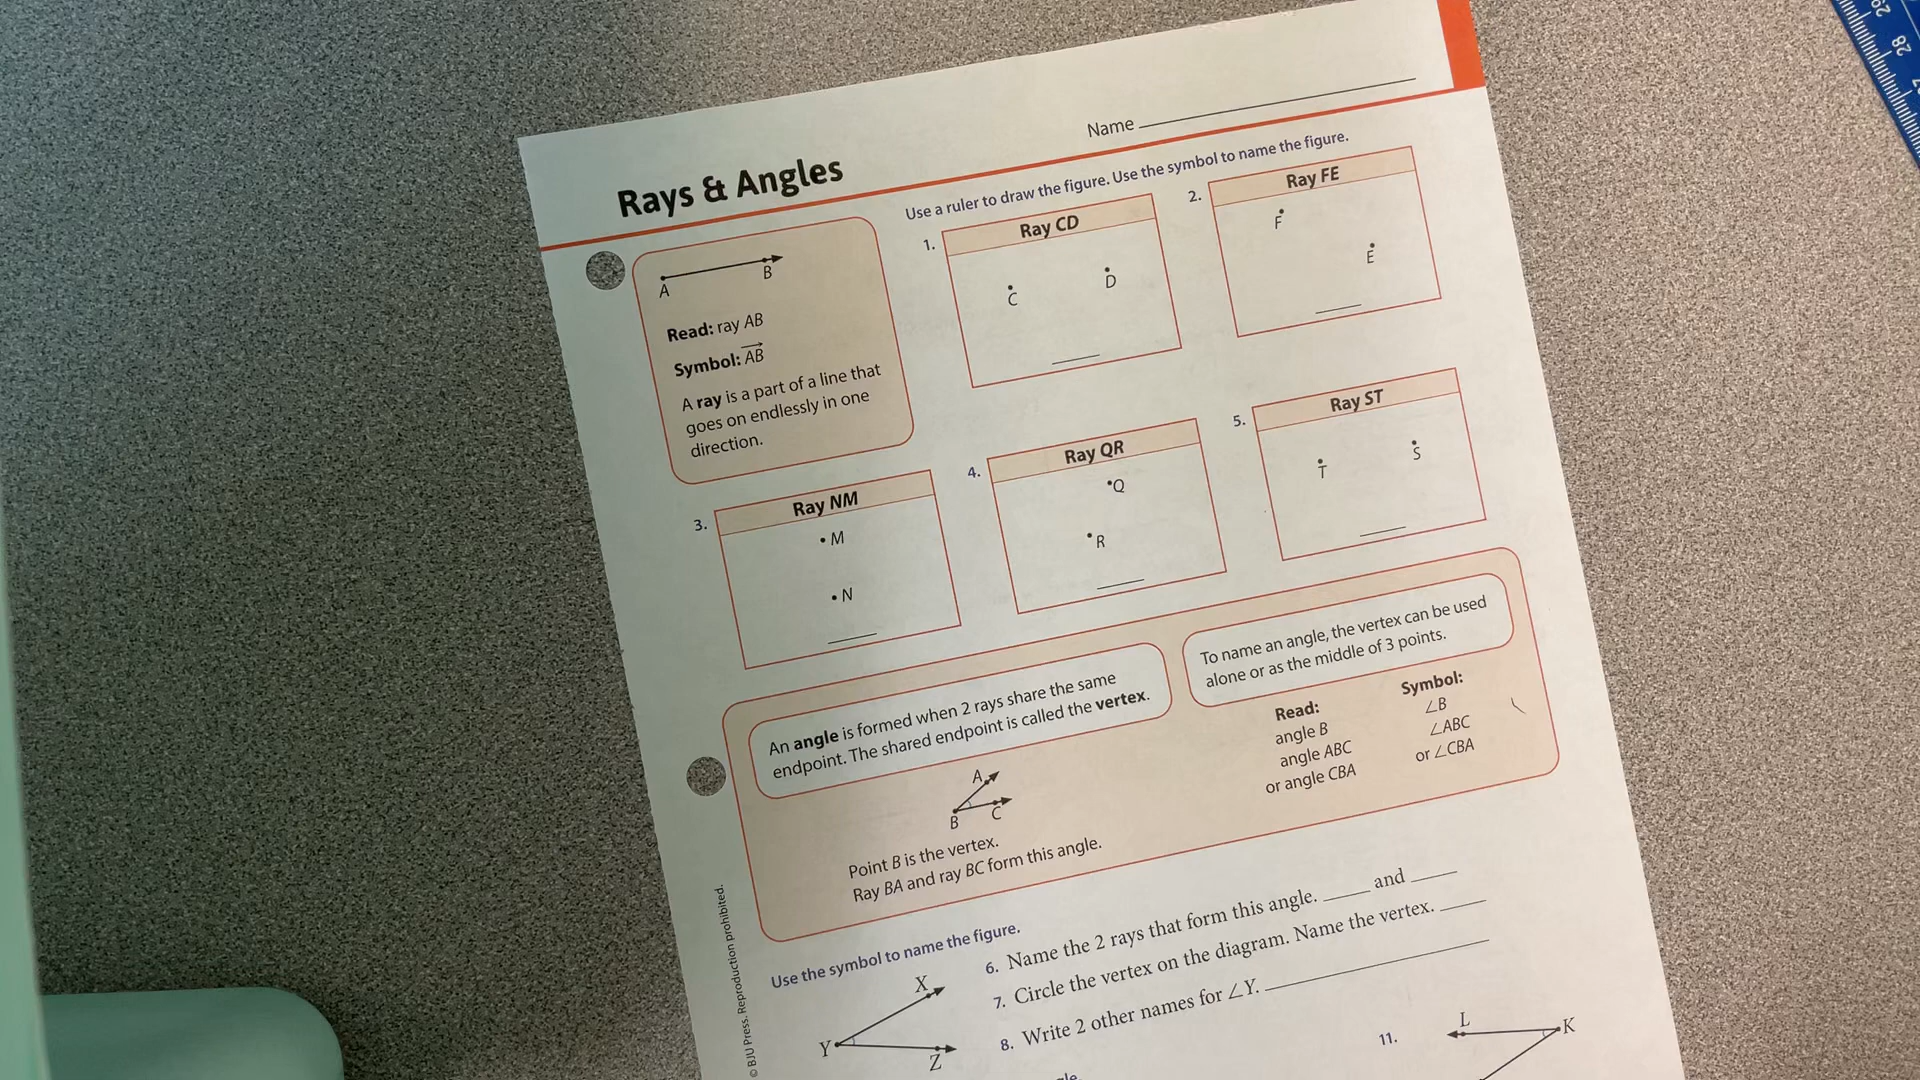 Name
Rays & Angles
Use a ruler to draw the figure. Use the symbol to name the figure.
A B
Read: ray AB
Symbol: AB
A ray is a part of a line that
goes on endlessly in one
direction.
1. Ray CD
C D
2. Ray FE
F
E
3. Ray NM
M
N
4. Ray QR
Q
R
5. Ray ST
T S
An angle is formed when 2 rays share the same
endpoint. The shared endpoint is called the vertex.
A
B C
Point B is the vertex.
Ray BA and ray BC form this angle.
To name an angle, the vertex can be used
alone or as the middle of 3 points.
Read: Symbol:
angle B ∠B
angle ABC ∠ABC
or angle CBA or ∠CBA
Use the symbol to name the figure.
X
Y
Z
6. Name the 2 rays that form this angle. ____ and ____
7. Circle the vertex on the diagram. Name the vertex. ____
8. Write 2 other names for ∠Y. ____
11.
L K
© BJU Press. Reproduction prohibited.
28